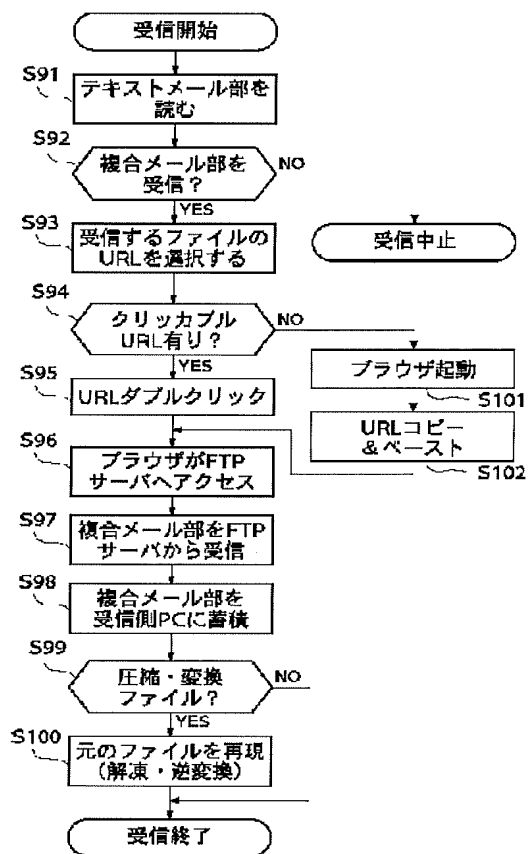 受信開始
S91
テキストメール部を
読む
S92
複合メール部を
受信？
NO
YES
S93
受信するファイルの
URLを選択する
受信中止
S94
クリッカブル
URL有り？
NO
YES
ブラウザ起動
S101
S95
URLダブルクリック
URLコピー
&ペースト
S102
S96
ブラウザがFTP
サーバへアクセス
S97
複合メール部をFTP
サーバから受信
S98
複合メール部を
受信側PCに蓄積
S99
圧縮・変換
ファイル？
NO
YES
S100
元のファイルを再現
(解凍・逆変換)
受信終了